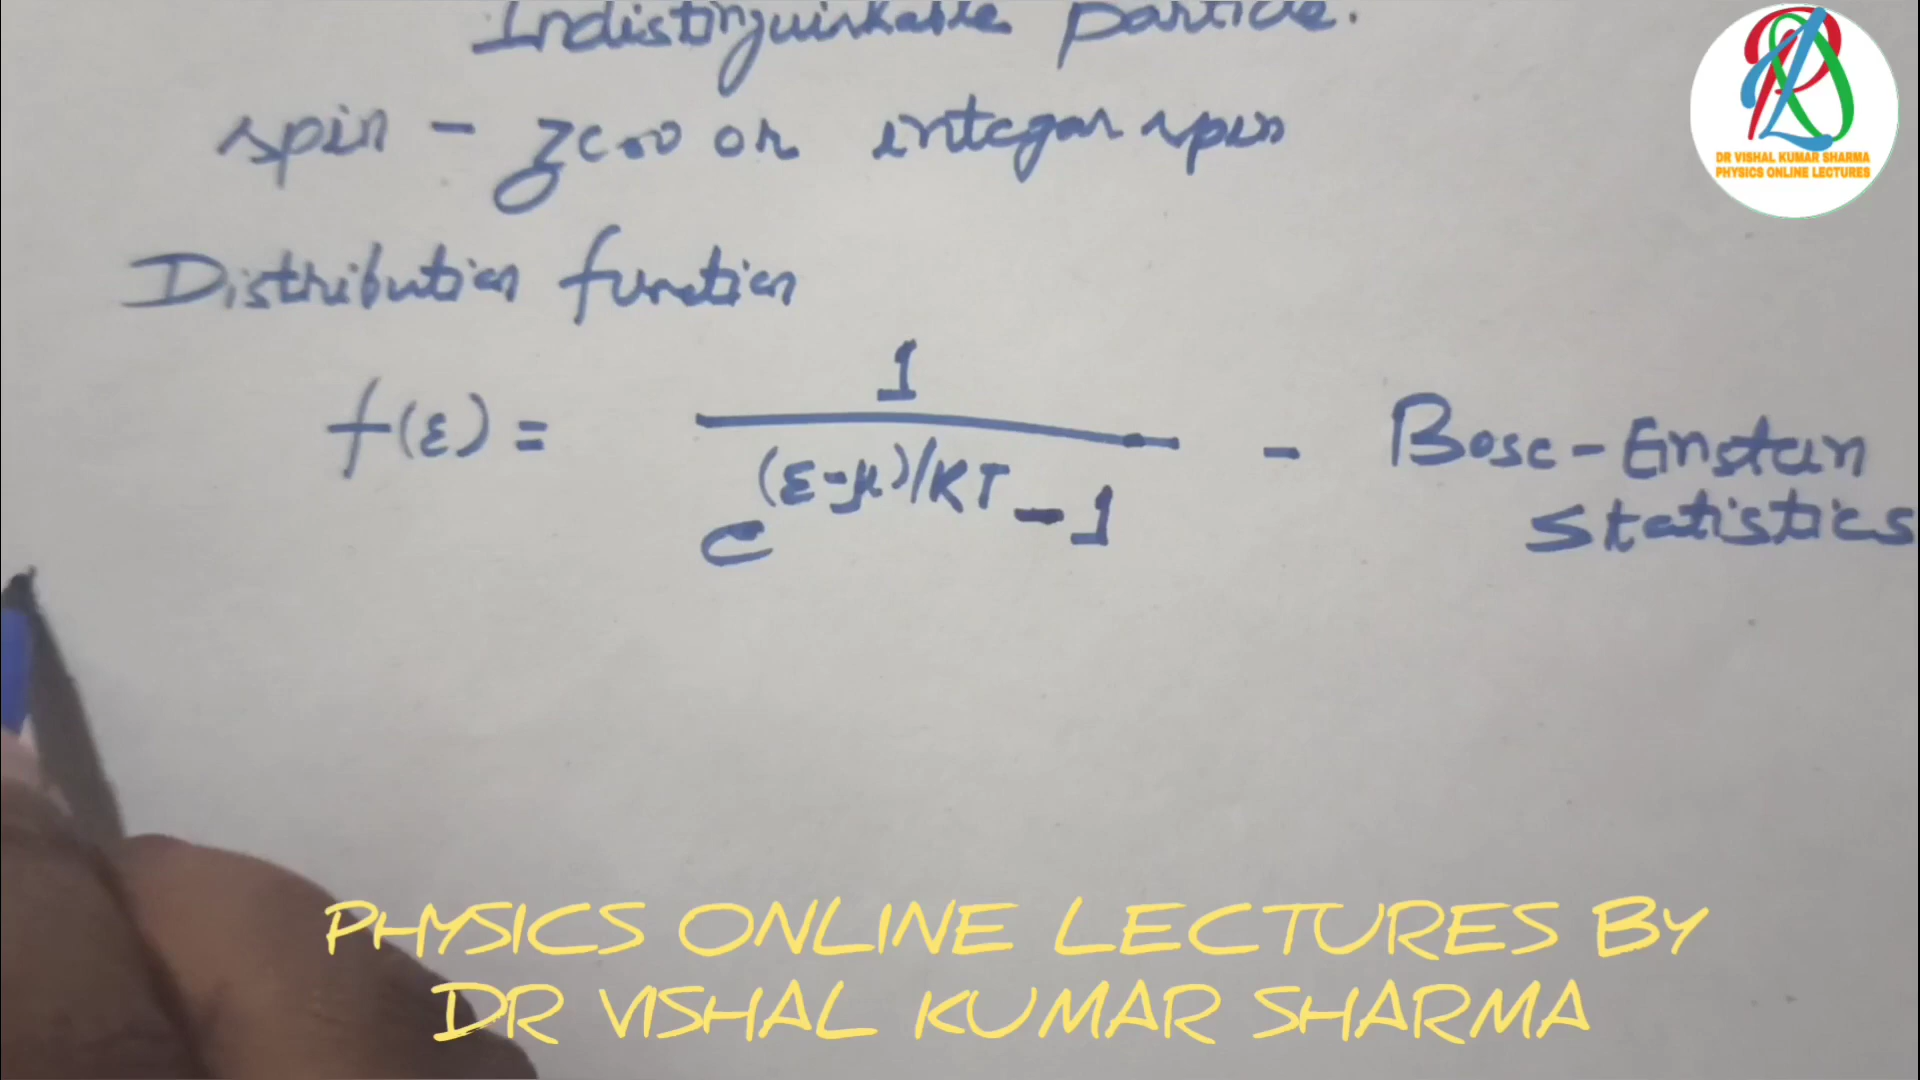 Indistinguishable particle.
spin - zero or integar spin
Distribution function
f(ε) = 1 / e^(ε-μ)/KT - 1 - Bose-Einstein
Statistics
DR VISHAL KUMAR SHARMA
PHYSICS ONLINE LECTURES
PHYSICS ONLINE LECTURES BY
DR VISHAL KUMAR SHARMA